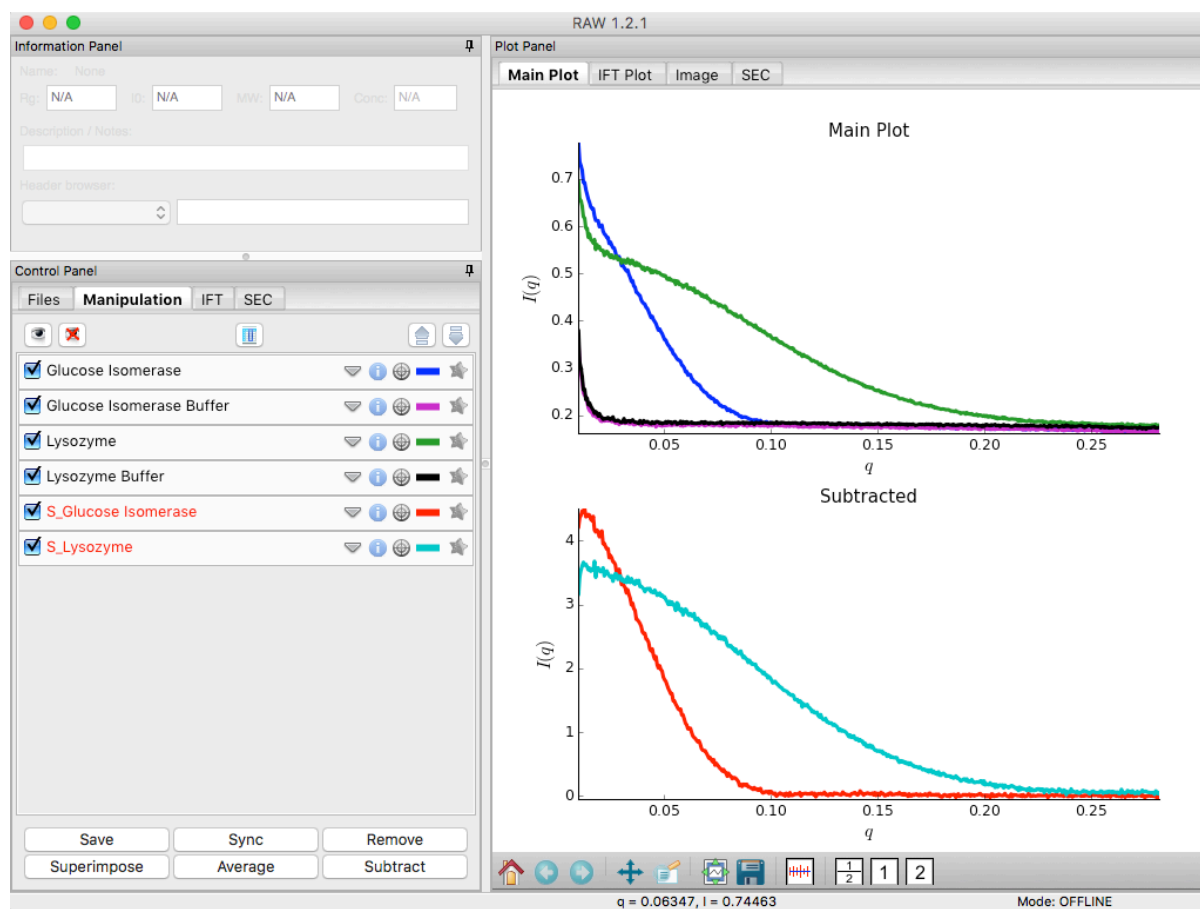 RAW 1.2.1
Information Panel
Name: None
Rg: N/A I0: N/A MW: N/A Conc: N/A
Description / Notes:
Header browser:
Control Panel
Files Manipulation IFT SEC
Glucose Isomerase
Glucose Isomerase Buffer
Lysozyme
Lysozyme Buffer
S_Glucose Isomerase
S_Lysozyme
Save Sync Remove
Superimpose Average Subtract
Plot Panel
Main Plot IFT Plot Image SEC
Main Plot
0.7
0.6
0.5
0.4
0.3
0.2
I(q)
0.05 0.10 0.15 0.20 0.25
q
Subtracted
4
3
2
1
0
I(q)
0.05 0.10 0.15 0.20 0.25
q
1/2 1 2
q = 0.06347, I = 0.74463 Mode: OFFLINE